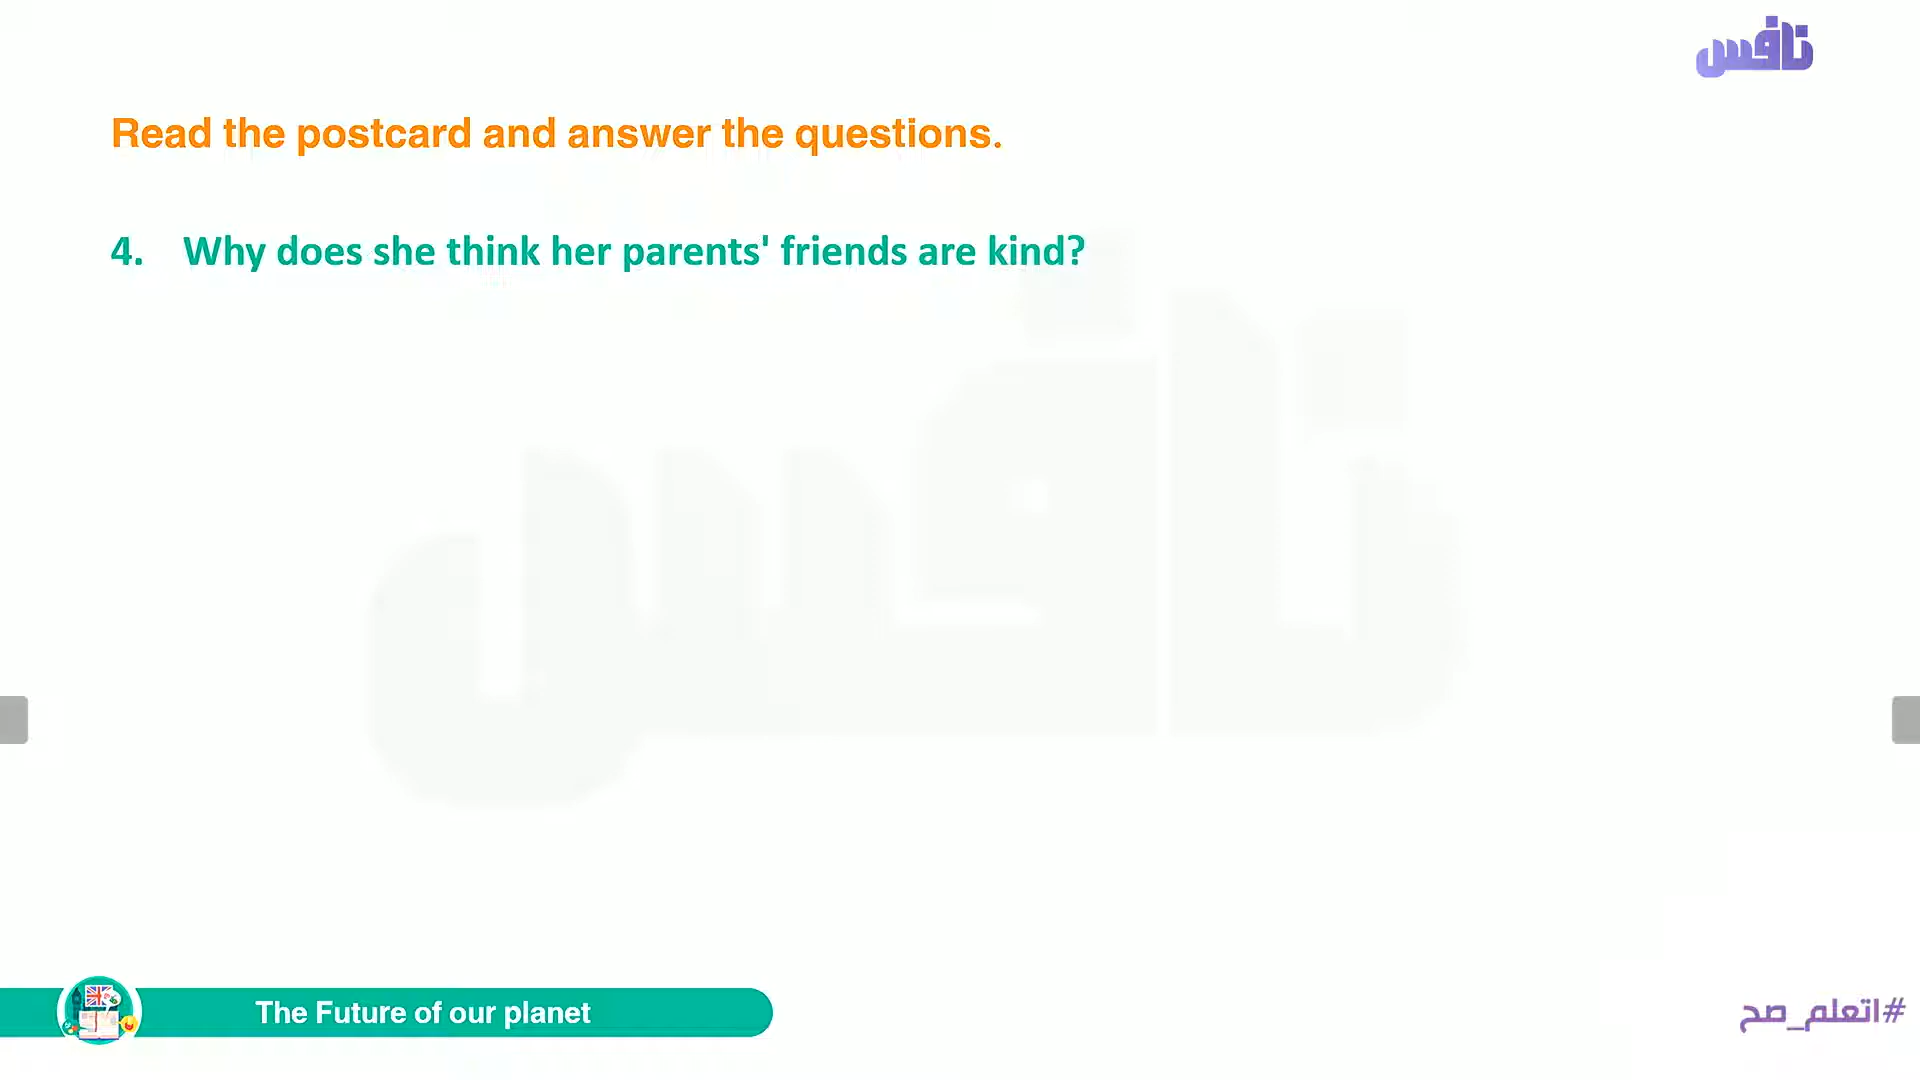 نافس
Read the postcard and answer the questions.
4. Why does she think her parents' friends are kind?
The Future of our planet
#اتعلم_صح